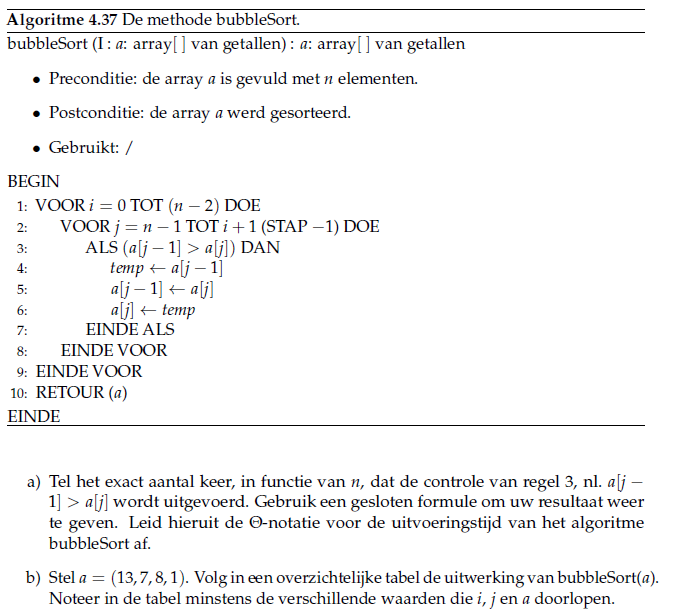 Algoritme 4.37 De methode bubbleSort.
bubbleSort (I : a: array[ ] van getallen) : a: array[ ] van getallen
• Preconditie: de array a is gevuld met n elementen.
• Postconditie: de array a werd gesorteerd.
• Gebruikt: /
BEGIN
1: VOOR i = 0 TOT (n − 2) DOE
2: VOOR j = n − 1 TOT i + 1 (STAP −1) DOE
3: ALS (a[j − 1] > a[j]) DAN
4: temp ← a[j − 1]
5: a[j − 1] ← a[j]
6: a[j] ← temp
7: EINDE ALS
8: EINDE VOOR
9: EINDE VOOR
10: RETOUR (a)
EINDE
a) Tel het exact aantal keer, in functie van n, dat de controle van regel 3, nl. a[j −
1] > a[j] wordt uitgevoerd. Gebruik een gesloten formule om uw resultaat weer
te geven. Leid hieruit de Θ-notatie voor de uitvoeringstijd van het algoritme
bubbleSort af.
b) Stel a = (13, 7, 8, 1). Volg in een overzichtelijke tabel de uitwerking van bubbleSort(a).
Noteer in de tabel minstens de verschillende waarden die i, j en a doorlopen.